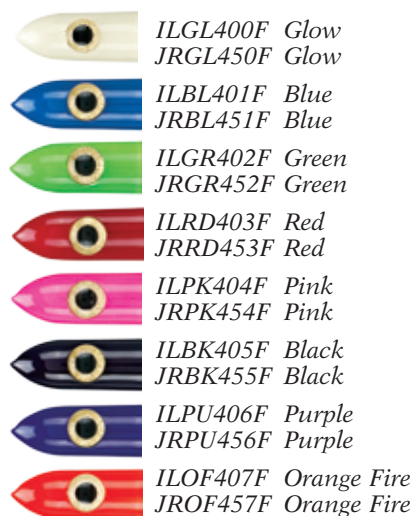 ILGL400F Glow
JRGL450F Glow
ILBL401F Blue
JRBL451F Blue
ILGR402F Green
JRGR452F Green
ILRD403F Red
JRRD453F Red
ILPK404F Pink
JRPK454F Pink
ILBK405F Black
JRBK455F Black
ILPU406F Purple
JRPU456F Purple
ILOF407F Orange Fire
JROF457F Orange Fire